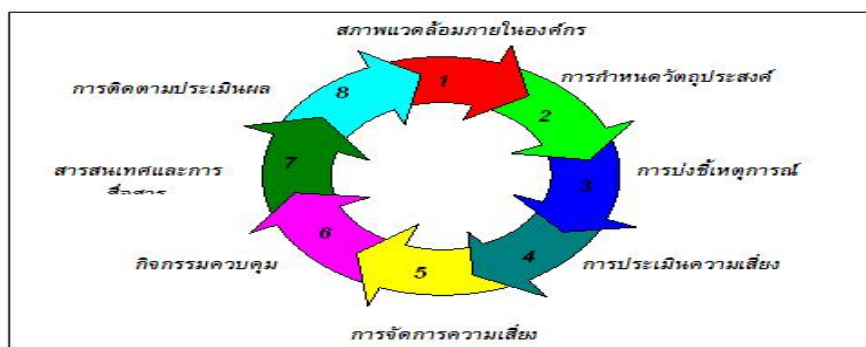 สภาพแวดล้อมภายในองค์กร
1
การกำหนดวัตถุประสงค์
2
การบ่งชี้เหตุการณ์
3
การประเมินความเสี่ยง
4
การจัดการความเสี่ยง
5
กิจกรรมควบคุม
6
สารสนเทศและการ
สื่อสาร
7
การติดตามประเมินผล
8